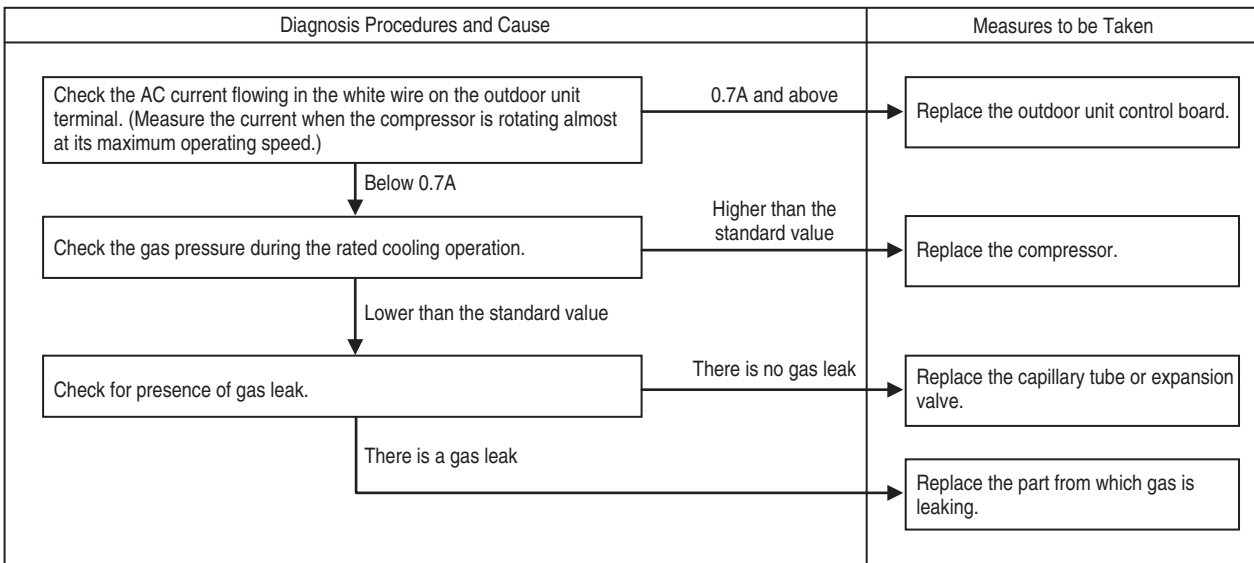 Diagnosis Procedures and Cause
Measures to be Taken
Check the AC current flowing in the white wire on the outdoor unit
terminal. (Measure the current when the compressor is rotating almost
at its maximum operating speed.)
0.7A and above
Replace the outdoor unit control board.
Below 0.7A
Check the gas pressure during the rated cooling operation.
Higher than the
standard value
Replace the compressor.
Lower than the standard value
Check for presence of gas leak.
There is no gas leak
Replace the capillary tube or expansion
valve.
There is a gas leak
Replace the part from which gas is
leaking.